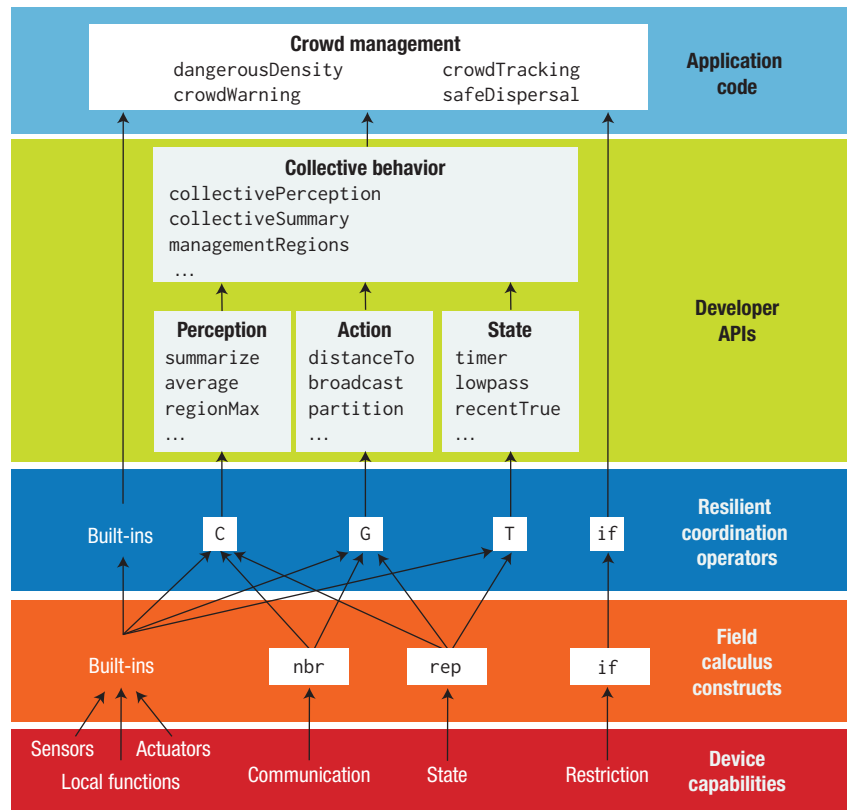 Crowd management
dangerousDensity crowdTracking
crowdWarning safeDispersal
Application
code
Collective behavior
collectivePerception
collectiveSummary
managementRegions
...
Developer
APIs
Perception
summarize
average
regionMax
...
Action
distanceTo
broadcast
partition
...
State
timer
lowpass
recentTrue
...
Built-ins C G T if
Resilient
coordination
operators
Built-ins nbr rep if
Field
calculus
constructs
Sensors Actuators
Local functions
Communication State Restriction
Device
capabilities